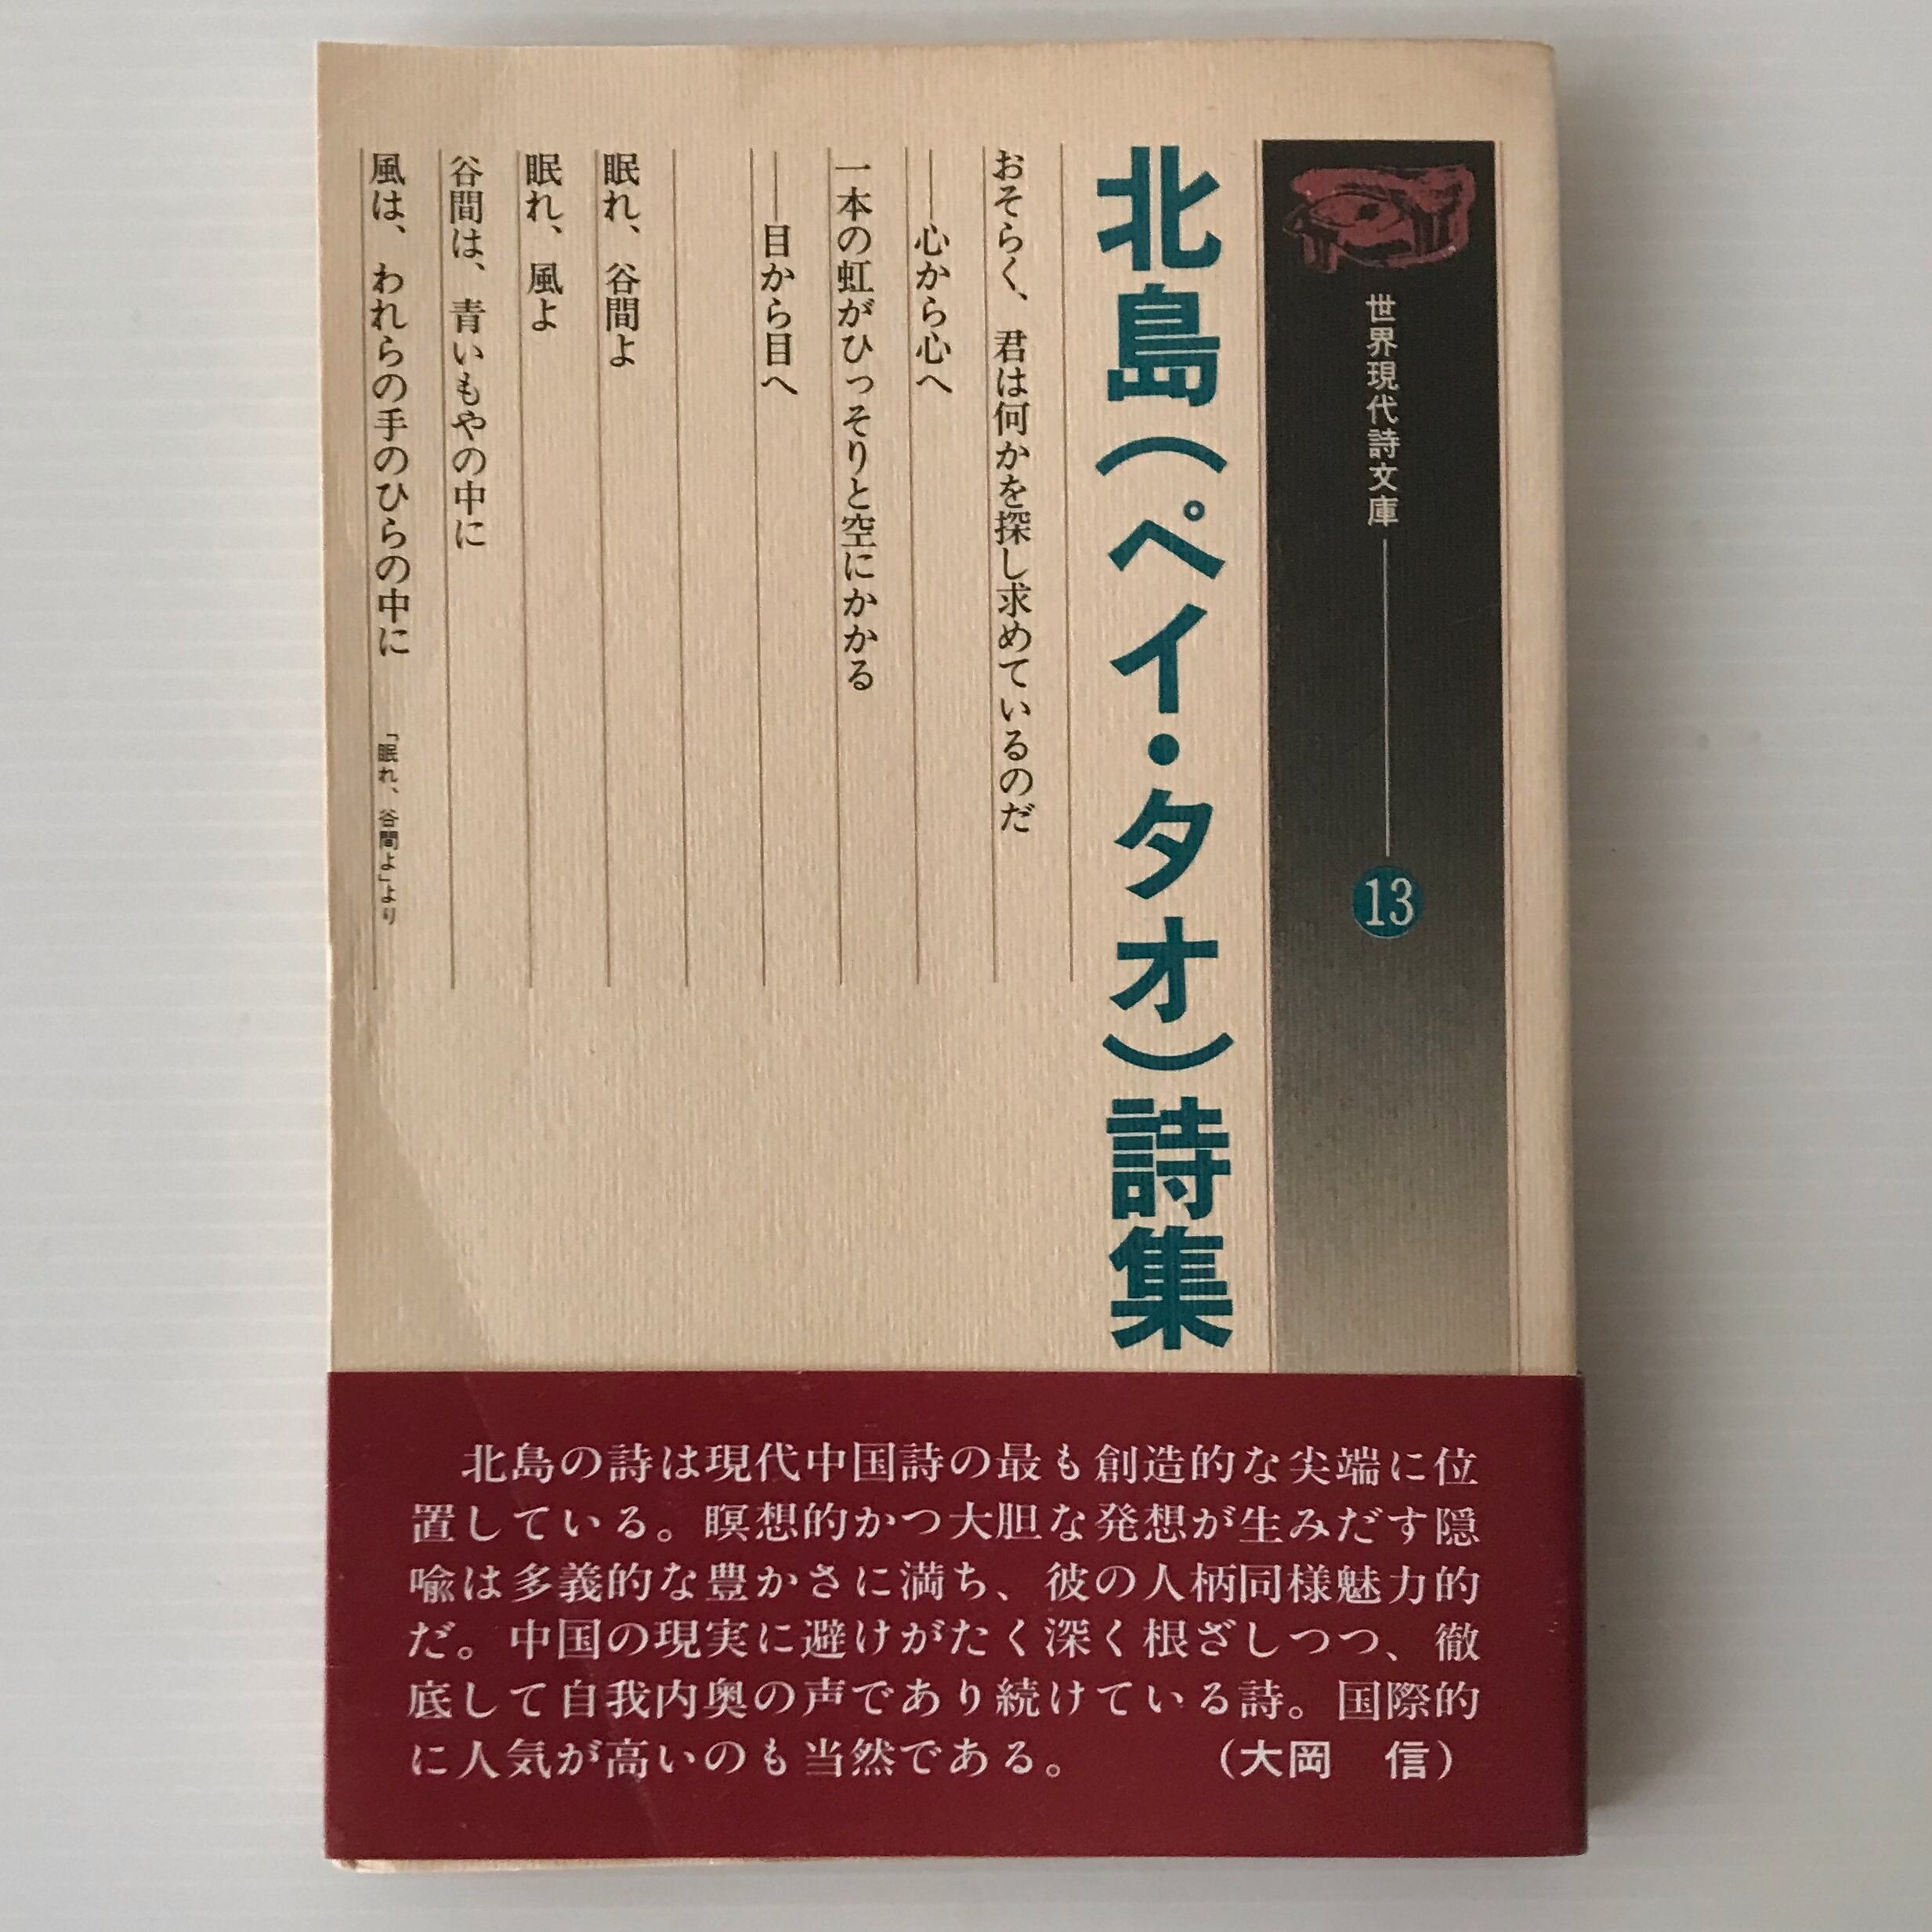 世界現代詩文庫
13
北島(ペイ・タオ)詩集
おそらく、君は何かを探し求めているのだ
――心から心へ
一本の虹がひっそりと空にかかる
――目から目へ
眠れ、谷間よ
眠れ、風よ
谷間は、青いもやの中に
風は、われらの手のひらの中に
「眠れ、谷間よ」より
北島の詩は現代中国詩の最も創造的な尖端に位
置している。瞑想的かつ大胆な発想が生みだす隠
喩は多義的な豊かさに満ち、彼の人柄同様魅力的
だ。中国の現実に避けがたく深く根ざしつつ、徹
底して自我内奥の声であり続けている詩。国際的
に人気が高いのも当然である。 (大岡 信)